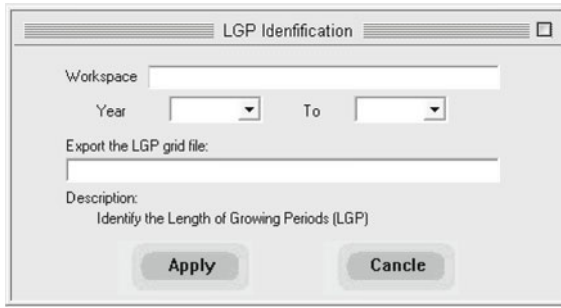 LGP Idenfification
Workspace
Year To
Export the LGP grid file:
Description:
Identify the Length of Growing Periods (LGP)
Apply Cancle